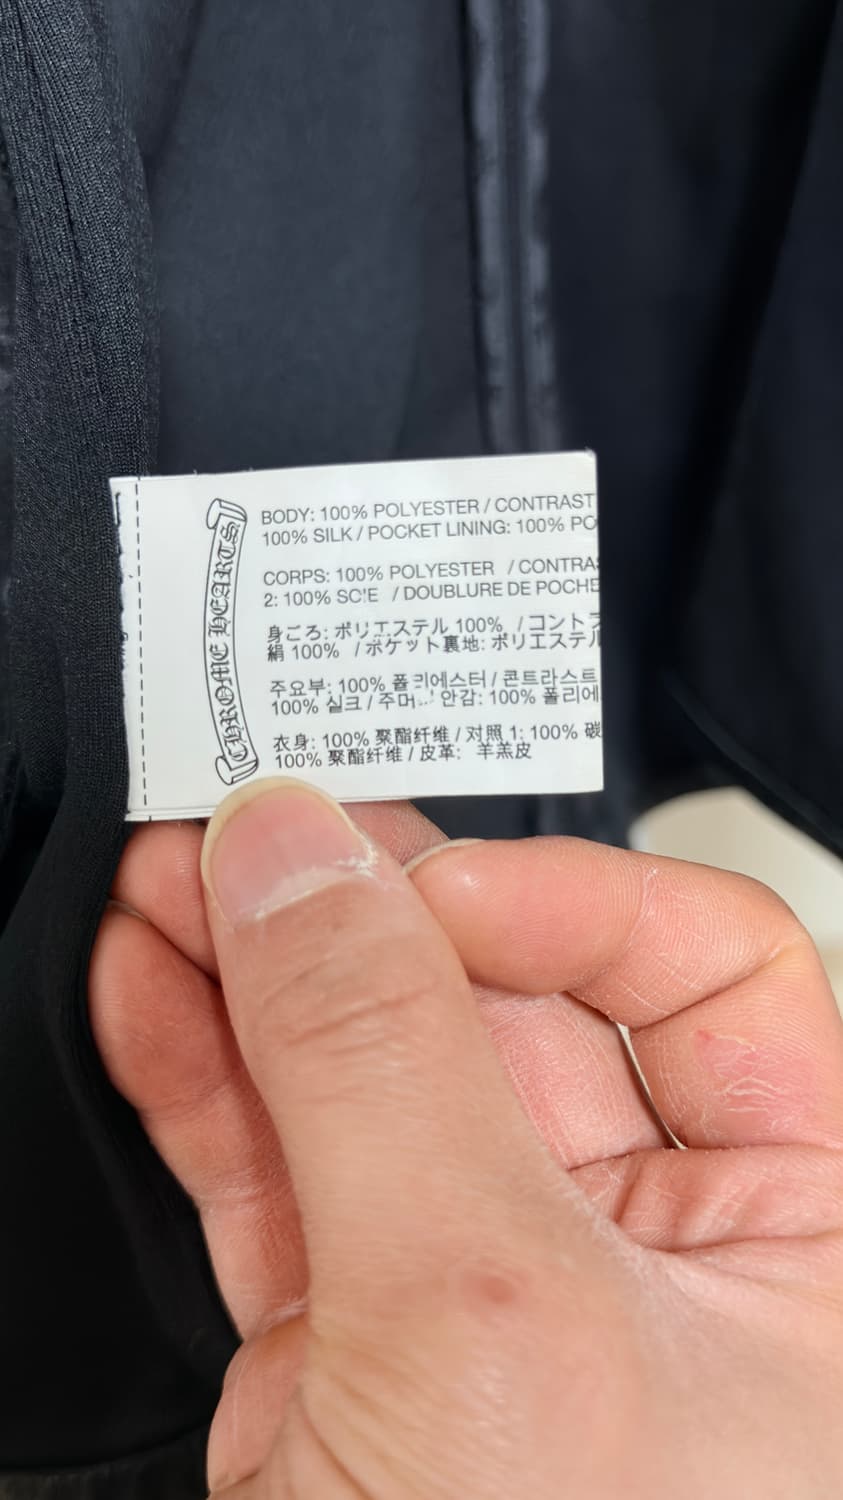 CHROME HEARTS
BODY: 100% POLYESTER / CONTRAST
100% SILK / POCKET LINING: 100% PO
CORPS: 100% POLYESTER / CONTRAS
2: 100% / DOUBLURE DE POCHE
身ごろ: ポリエステル 100% / コントラ
絹 100% / ポケット裏地: ポリエステル
주요부: 100% 폴리에스터 / 콘트라스트
100% 실크 / 안감: 100% 폴리에
衣身: 100% 聚酯纤维 / 对照 1: 100% 碳
100% 聚酯纤维 / 皮革: 羊羔皮